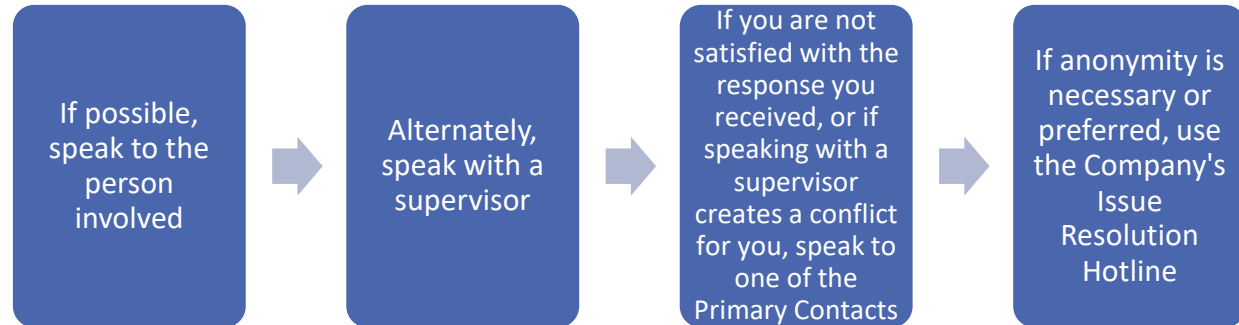 If possible,
speak to the
person
involved
Alternately,
speak with a
supervisor
If you are not
satisfied with the
response you
received, or if
speaking with a
supervisor
creates a conflict
for you, speak to
one of the
Primary Contacts
If anonymity is
necessary or
preferred, use
the Company's
Issue
Resolution
Hotline